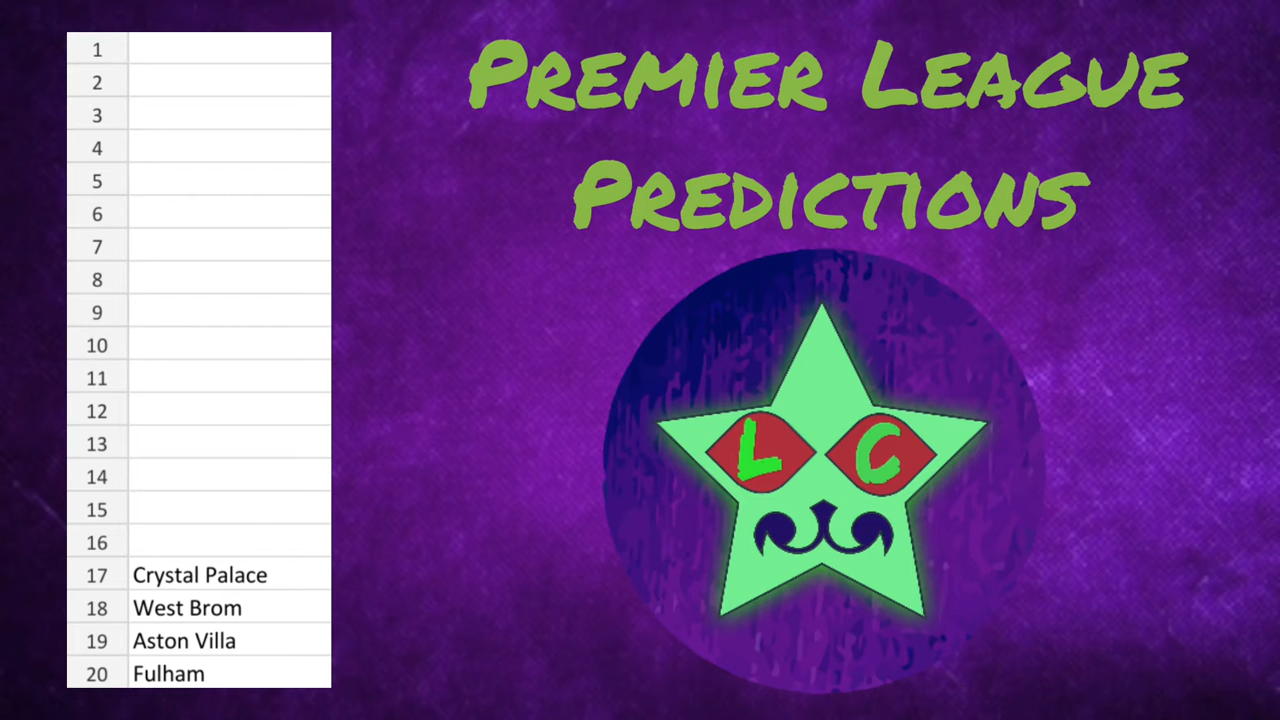 1
2
3
4
5
6
7
8
9
10
11
12
13
14
15
16
17 Crystal Palace
18 West Brom
19 Aston Villa
20 Fulham
Premier League
Predictions
L C